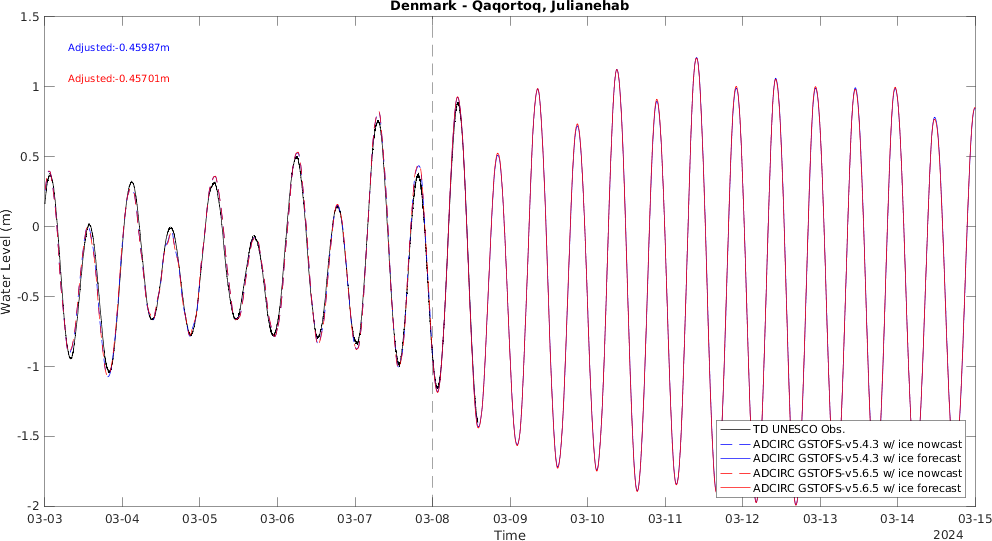 Denmark - Qaqortoq, Julianehab
1.5
1
0.5
0
-0.5
-1
-1.5
-2
Water Level (m)
Adjusted:-0.45987m
Adjusted:-0.45701m
TD UNESCO Obs.
ADCIRC GSTOFS-v5.4.3 w/ ice nowcast
ADCIRC GSTOFS-v5.4.3 w/ ice forecast
ADCIRC GSTOFS-v5.6.5 w/ ice nowcast
ADCIRC GSTOFS-v5.6.5 w/ ice forecast
03-03 03-04 03-05 03-06 03-07 03-08 03-09 03-10 03-11 03-12 03-13 03-14 03-15
Time
2024